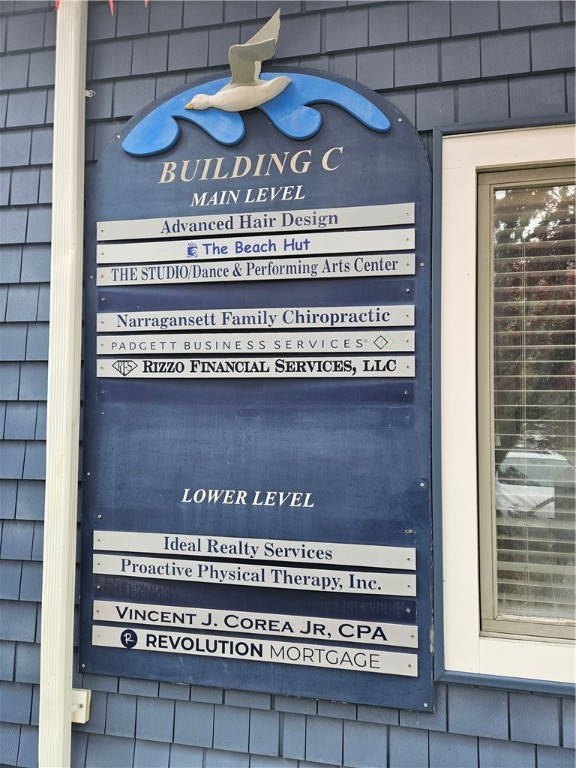 BUILDING C
MAIN LEVEL
Advanced Hair Design
The Beach Hut
THE STUDIO/Dance & Performing Arts Center
Narragansett Family Chiropractic
PADGETT BUSINESS SERVICES®
RFS RIZZO FINANCIAL SERVICES, LLC
LOWER LEVEL
Ideal Realty Services
Proactive Physical Therapy, Inc.
VINCENT J. COREA JR, CPA
R REVOLUTION MORTGAGE